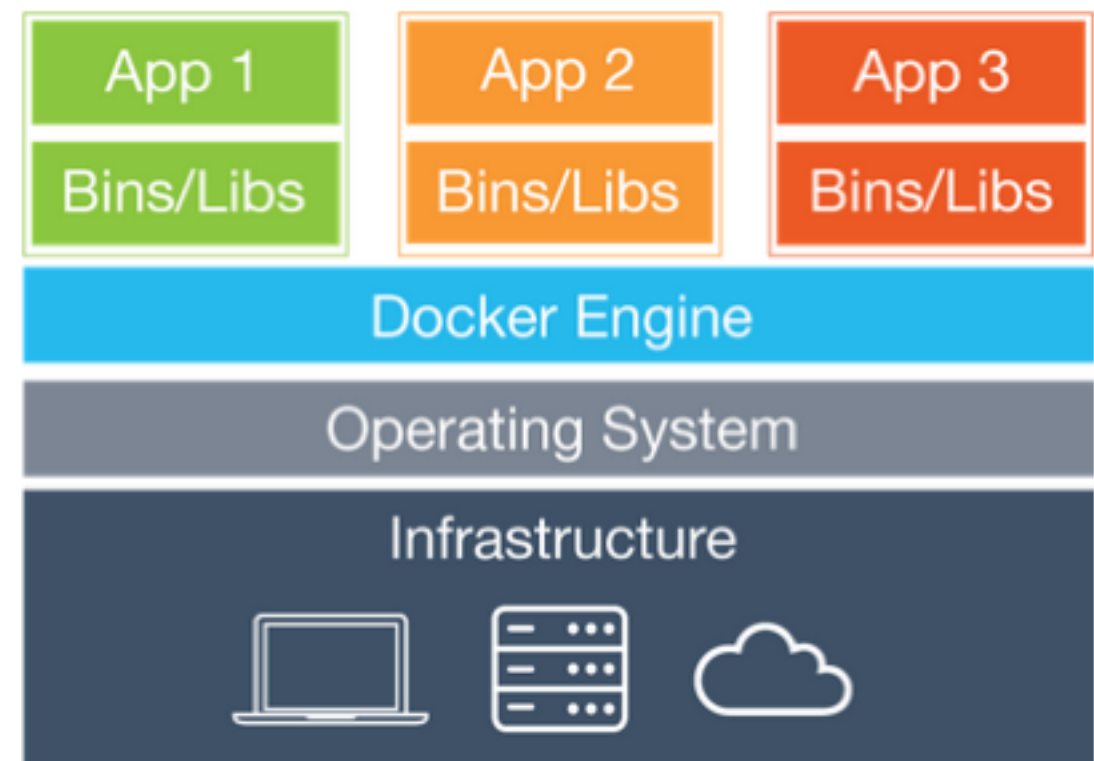 App 1
App 2
App 3
Bins/Libs
Bins/Libs
Bins/Libs
Docker Engine
Operating System
Infrastructure